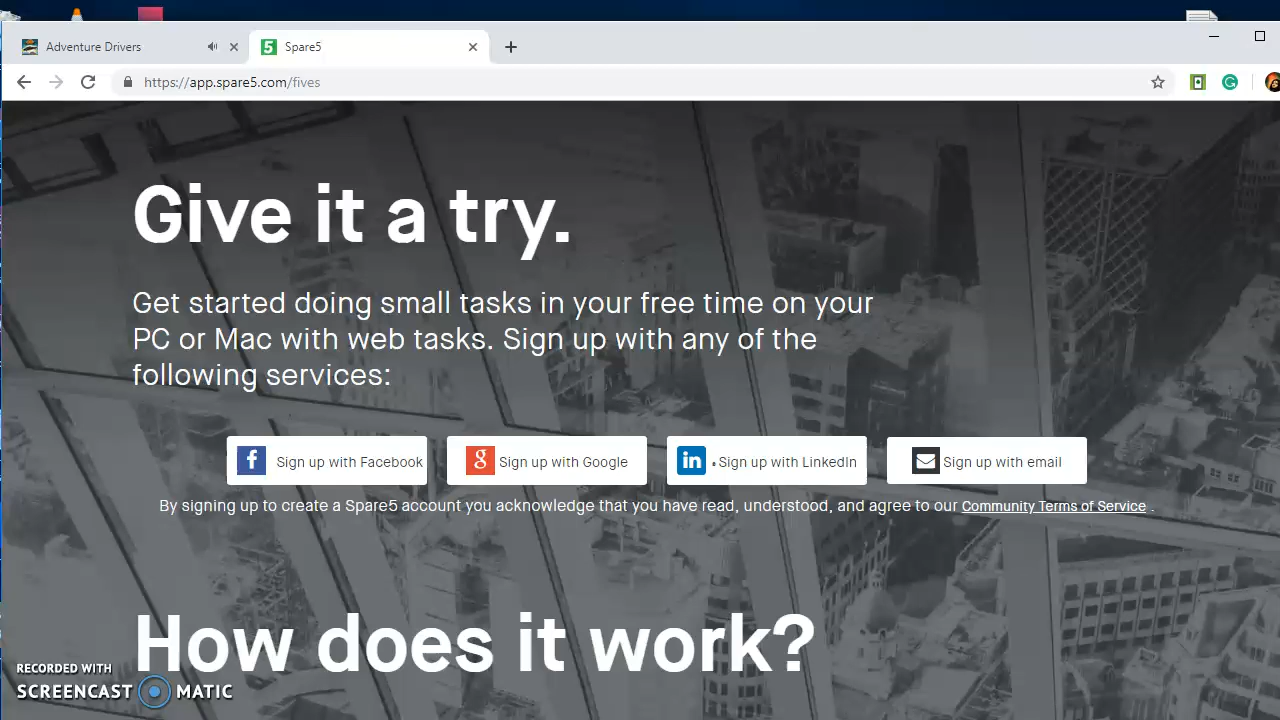 Adventure Drivers
5 Spare5
https://app.spare5.com/fives
Give it a try.
Get started doing small tasks in your free time on your
PC or Mac with web tasks. Sign up with any of the
following services:
f Sign up with Facebook
g Sign up with Google
in Sign up with LinkedIn
Sign up with email
By signing up to create a Spare5 account you acknowledge that you have read, understood, and agree to our Community Terms of Service .
How does it work?
RECORDED WITH
SCREENCAST MATIC